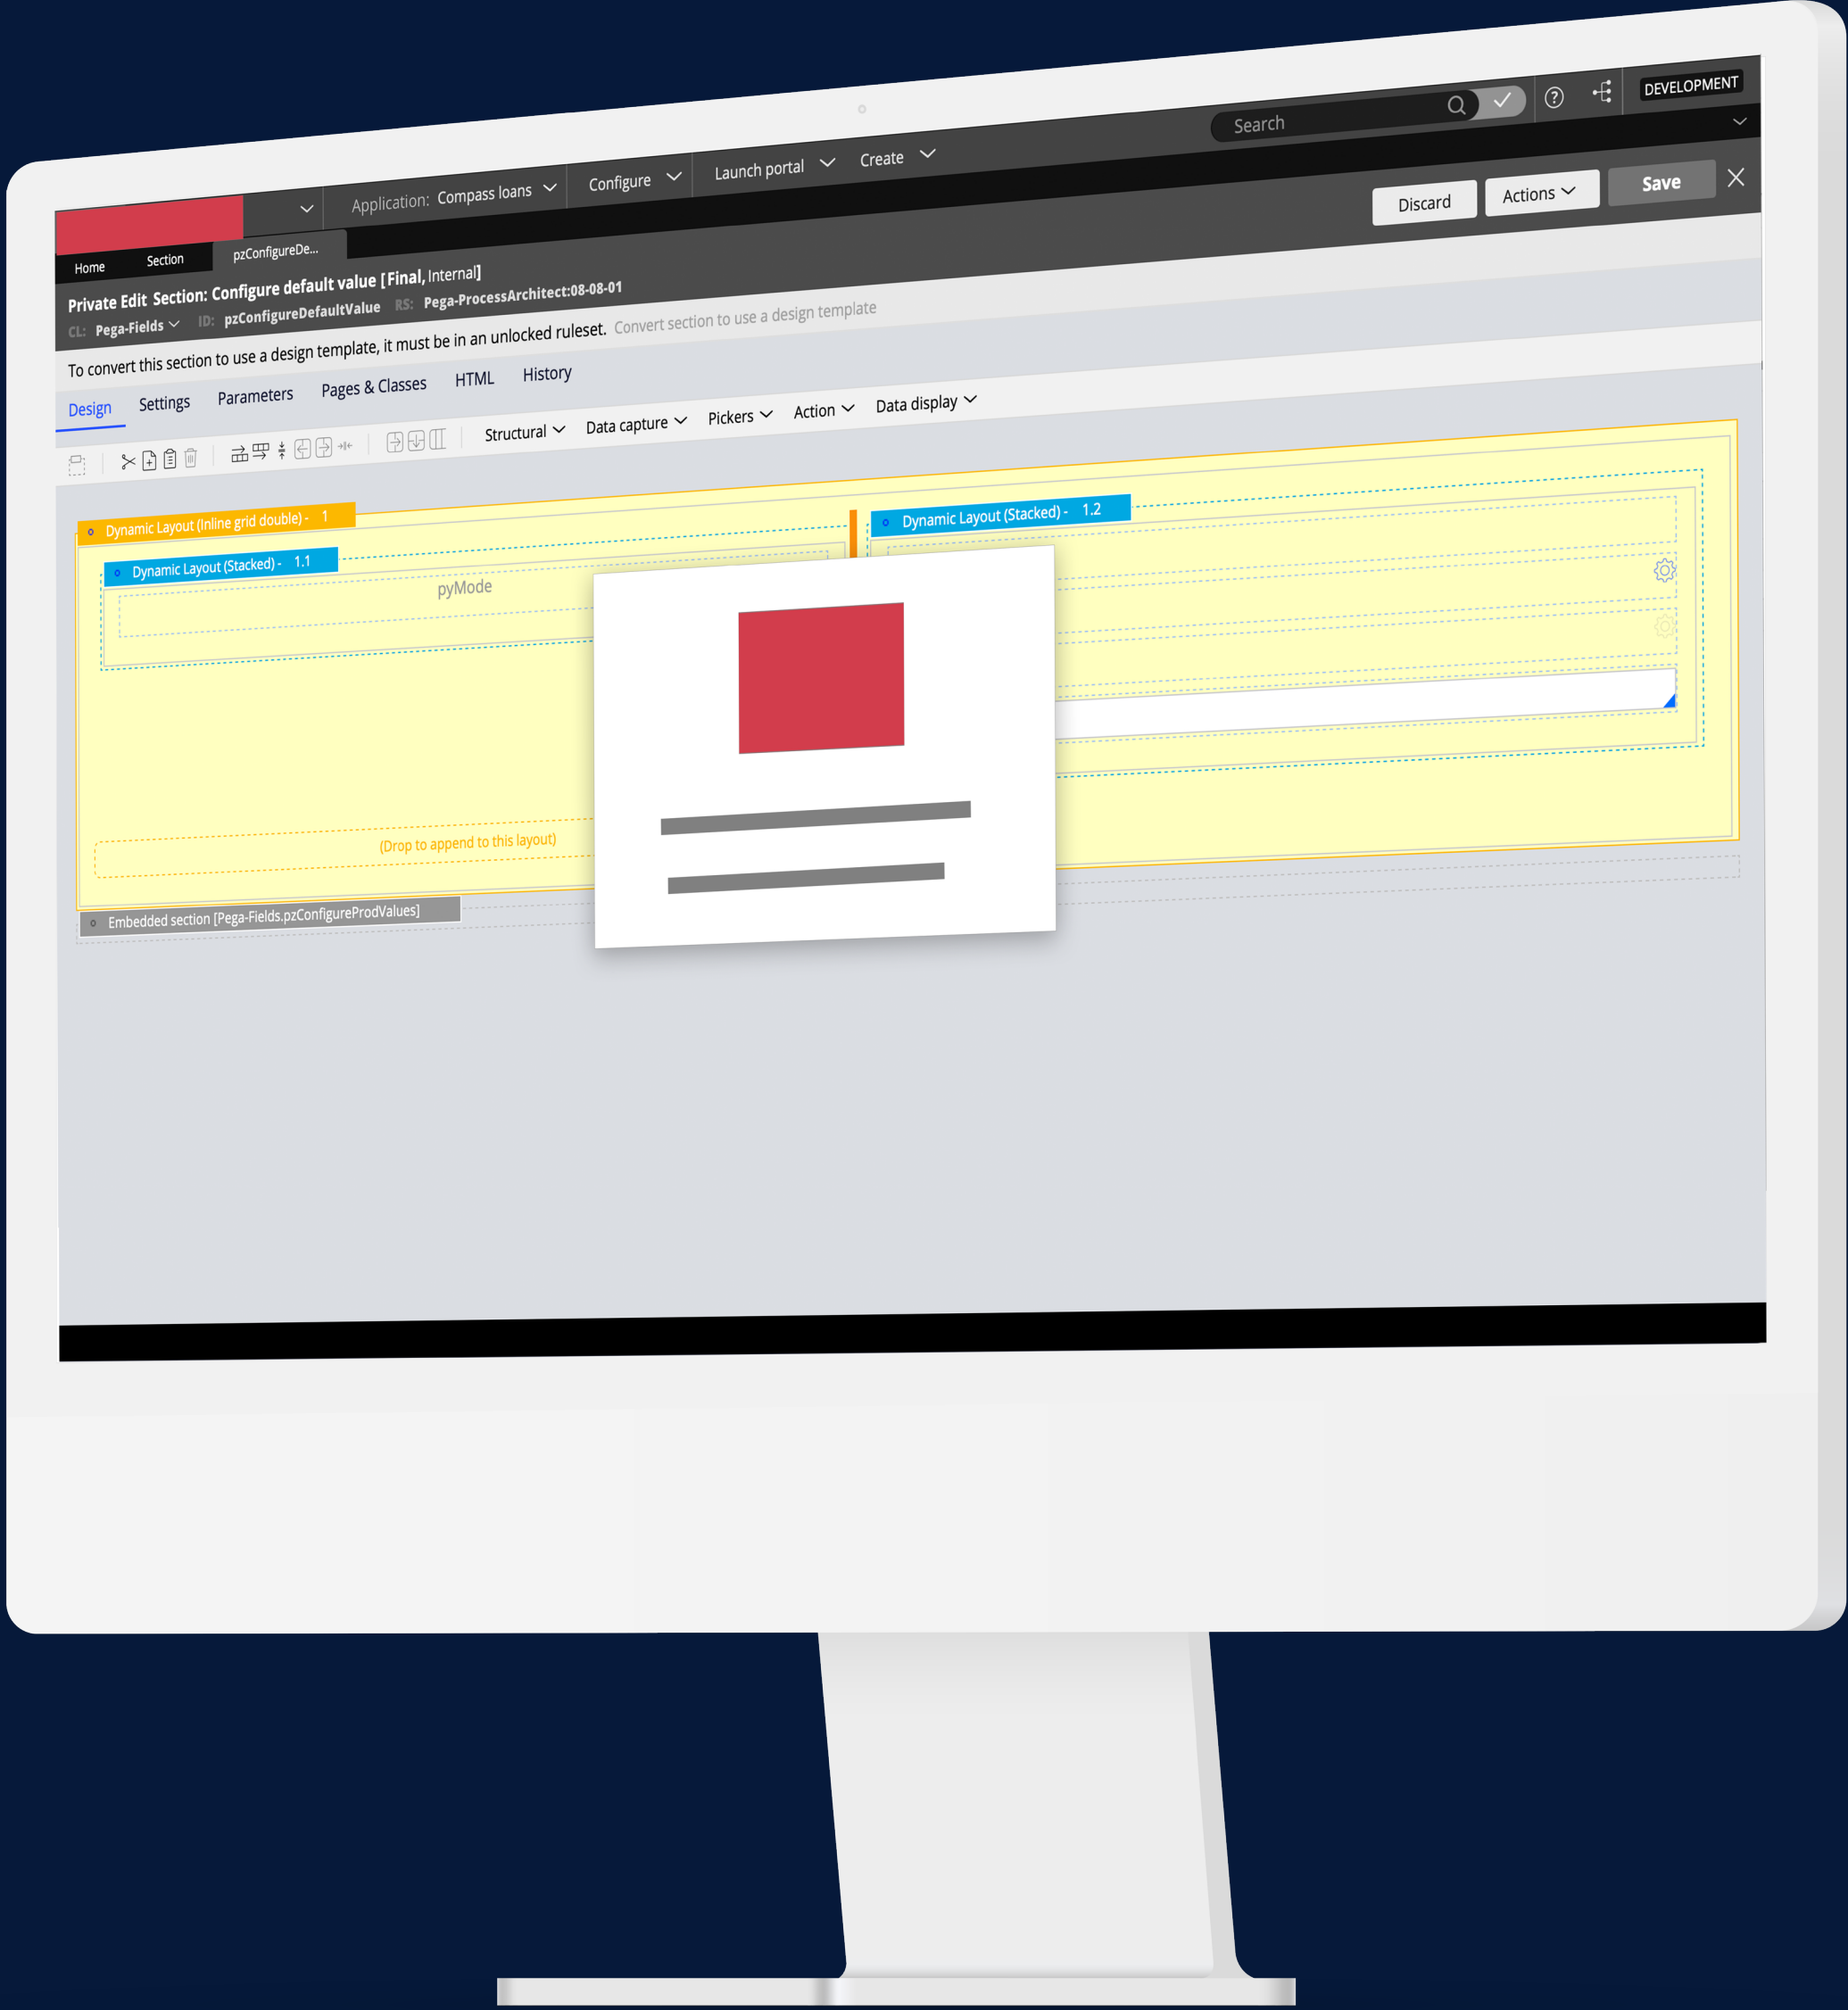 Search
DEVELOPMENT
Application: Compass loans
Configure
Launch portal
Create
Home
Section
pzConfigureDe...
Discard
Actions
Save
Private Edit Section: Configure default value [Final, Internal]
CL: Pega-Fields ID: pzConfigureDefaultValue RS: Pega-ProcessArchitect:08-08-01
To convert this section to use a design template, it must be in an unlocked ruleset. Convert section to use a design template
Design Settings Parameters Pages & Classes HTML History
Structural Data capture Pickers Action Data display
Dynamic Layout (Inline grid double) - 1
Dynamic Layout (Stacked) - 1.1
Dynamic Layout (Stacked) - 1.2
pyMode
(Drop to append to this layout)
Embedded section [Pega-Fields.pzConfigureProdValues]